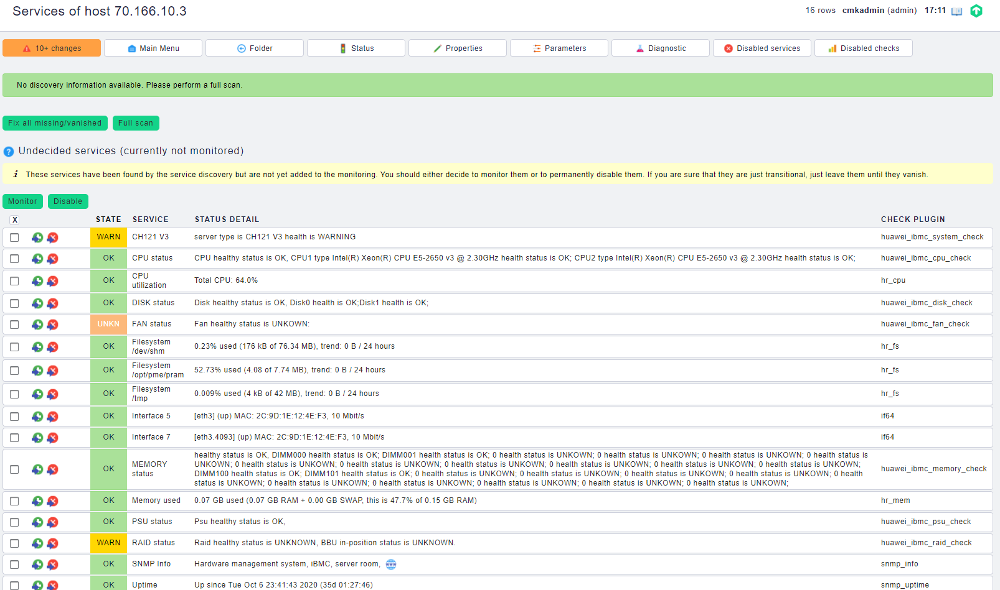 Services of host 70.166.10.3
16 rows cmkadmin (admin) 17:11
10+ changes Main Menu Folder Status Properties Parameters Diagnostic Disabled services Disabled checks
No discovery information available. Please perform a full scan.
Fix all missing/vanished Full scan
? Undecided services (currently not monitored)
i These services have been found by the service discovery but are not yet added to the monitoring. You should either decide to monitor them or to permanently disable them. If you are sure that they are just transitional, just leave them until they vanish.
Monitor Disable
X STATE SERVICE STATUS DETAIL CHECK PLUGIN
WARN CH121 V3 server type is CH121 V3 health is WARNING huawei_ibmc_system_check
OK CPU status CPU healthy status is OK, CPU1 type Intel(R) Xeon(R) CPU E5-2650 v3 @ 2.30GHz health status is OK; CPU2 type Intel(R) Xeon(R) CPU E5-2650 v3 @ 2.30GHz health status is OK; huawei_ibmc_cpu_check
OK CPU
utilization Total CPU: 64.0% hr_cpu
OK DISK status Disk healthy status is OK, Disk0 health is OK;Disk1 health is OK; huawei_ibmc_disk_check
UNKN FAN status Fan healthy status is UNKOWN: huawei_ibmc_fan_check
OK Filesystem
/dev/shm 0.23% used (176 kB of 76.34 MB), trend: 0 B / 24 hours hr_fs
OK Filesystem
/opt/pme/pram 52.73% used (4.08 of 7.74 MB), trend: 0 B / 24 hours hr_fs
OK Filesystem
/tmp 0.009% used (4 kB of 42 MB), trend: 0 B / 24 hours hr_fs
OK Interface 5 [eth3] (up) MAC: 2C:9D:1E:12:4E:F3, 10 Mbit/s if64
OK Interface 7 [eth3.4093] (up) MAC: 2C:9D:1E:12:4E:F3, 10 Mbit/s if64
OK MEMORY
status
healthy status is OK, DIMM000 health status is OK; DIMM001 health status is OK; 0 health status is UNKOWN; 0 health status is UNKOWN; 0 health status is UNKOWN; 0 health status is
UNKOWN; 0 health status is UNKOWN; 0 health status is UNKOWN; 0 health status is UNKOWN; 0 health status is UNKOWN; 0 health status is UNKOWN; 0 health status is UNKOWN;
DIMM100 health status is OK; DIMM101 health status is OK; 0 health status is UNKOWN; 0 health status is UNKOWN; 0 health status is UNKOWN; 0 health status is UNKOWN; 0 health
status is UNKOWN; 0 health status is UNKOWN; 0 health status is UNKOWN; 0 health status is UNKOWN; 0 health status is UNKOWN; 0 health status is UNKOWN;
huawei_ibmc_memory_check
OK Memory used 0.07 GB used (0.07 GB RAM + 0.00 GB SWAP, this is 47.7% of 0.15 GB RAM) hr_mem
OK PSU status Psu healthy status is OK, huawei_ibmc_psu_check
WARN RAID status Raid healthy status is UNKNOWN, BBU in-position status is UNKNOWN. huawei_ibmc_raid_check
OK SNMP Info Hardware management system, iBMC, server room, www snmp_info
OK Uptime Up since Tue Oct 6 23:41:43 2020 (35d 01:27:46) snmp_uptime